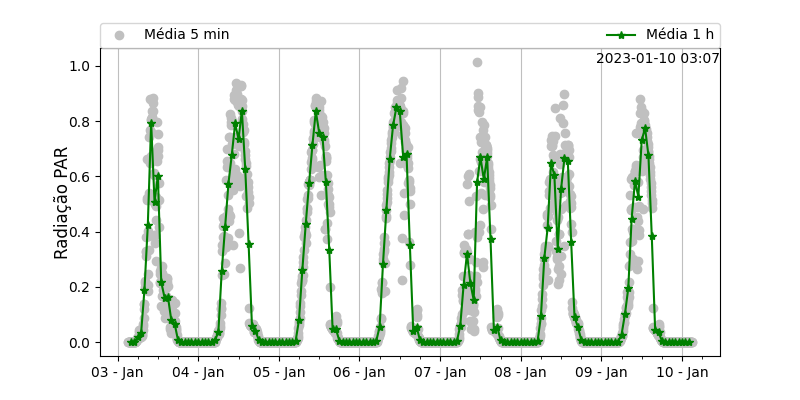 Média 5 min
Média 1 h
2023-01-10 03:07
1.0
0.8
0.6
0.4
0.2
0.0
Radiação PAR
03 - Jan
04 - Jan
05 - Jan
06 - Jan
07 - Jan
08 - Jan
09 - Jan
10 - Jan